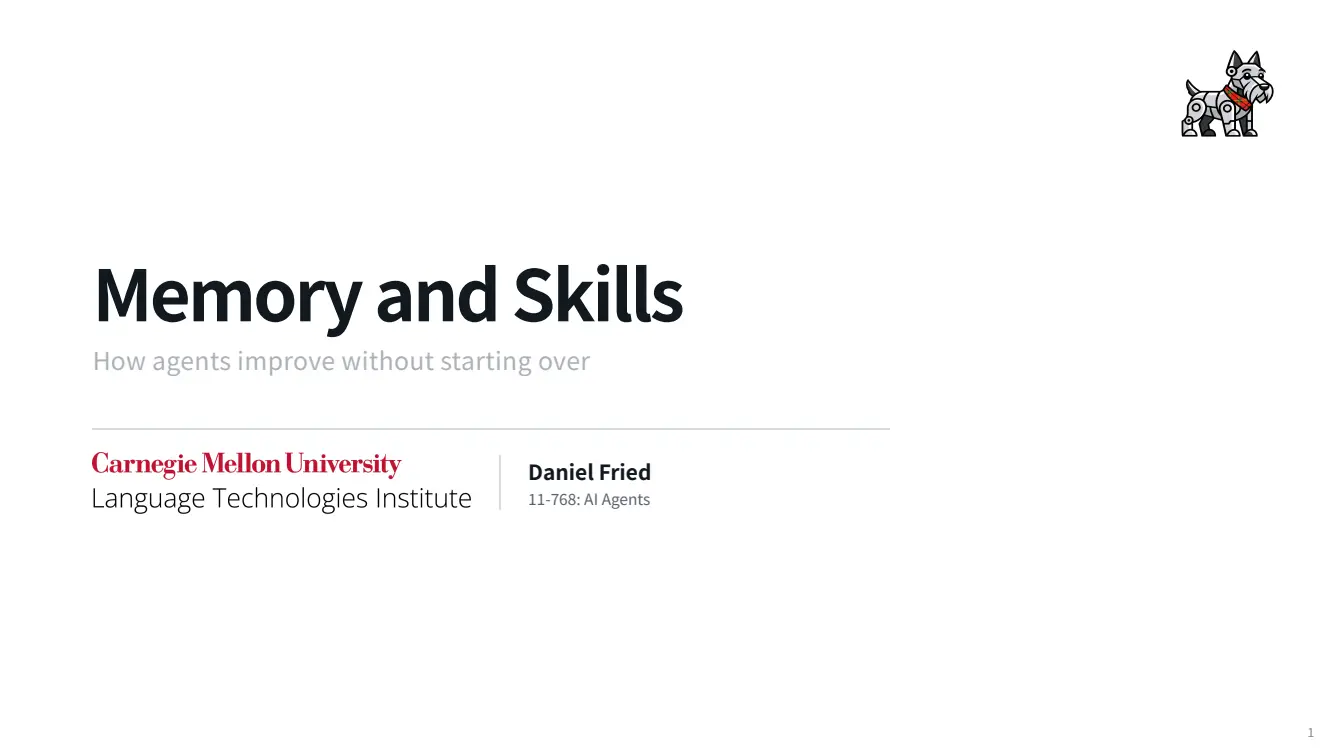 Memory and Skills
How agents improve without starting over
Carnegie Mellon University
Language Technologies Institute
Daniel Fried
11-768: AI Agents
1